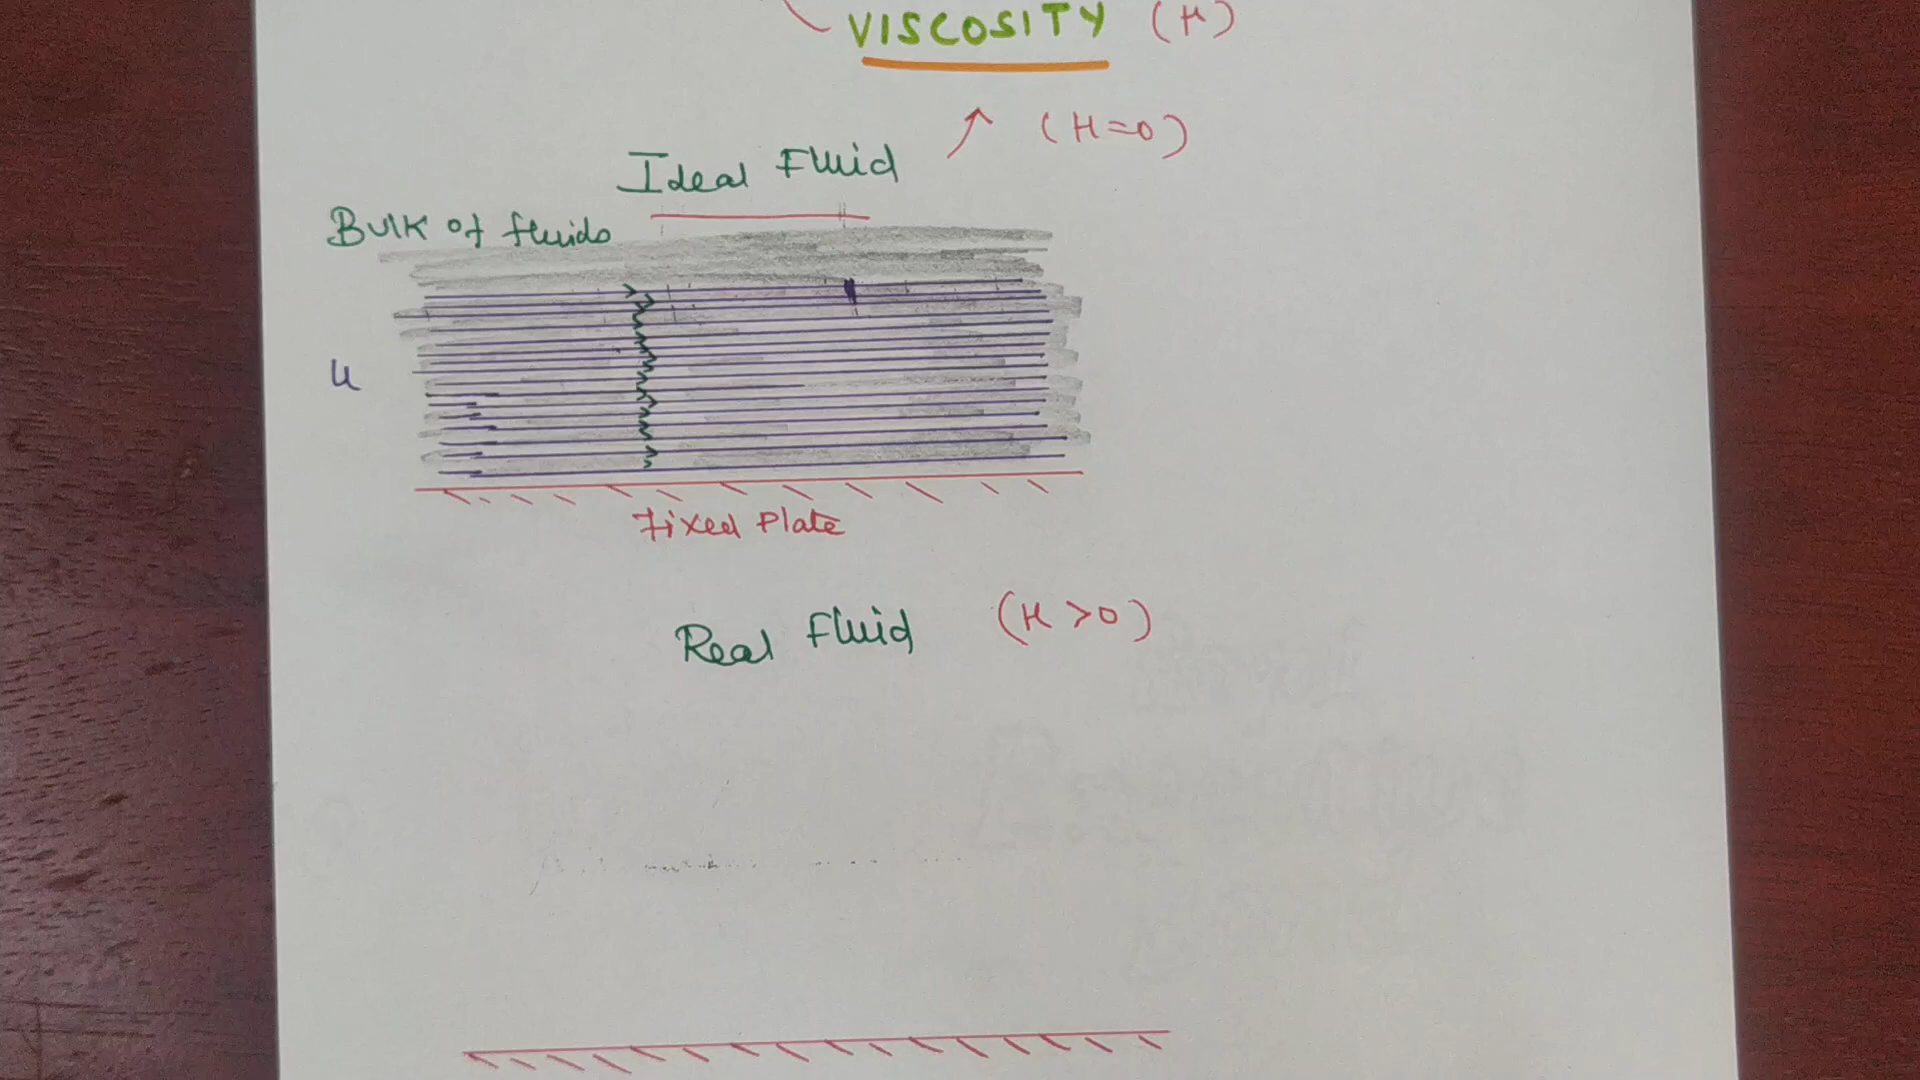 VISCOSITY (μ)
(μ=0)
Ideal Fluid
Bulk of fluids
u
Fixed Plate
Real Fluid (μ>0)